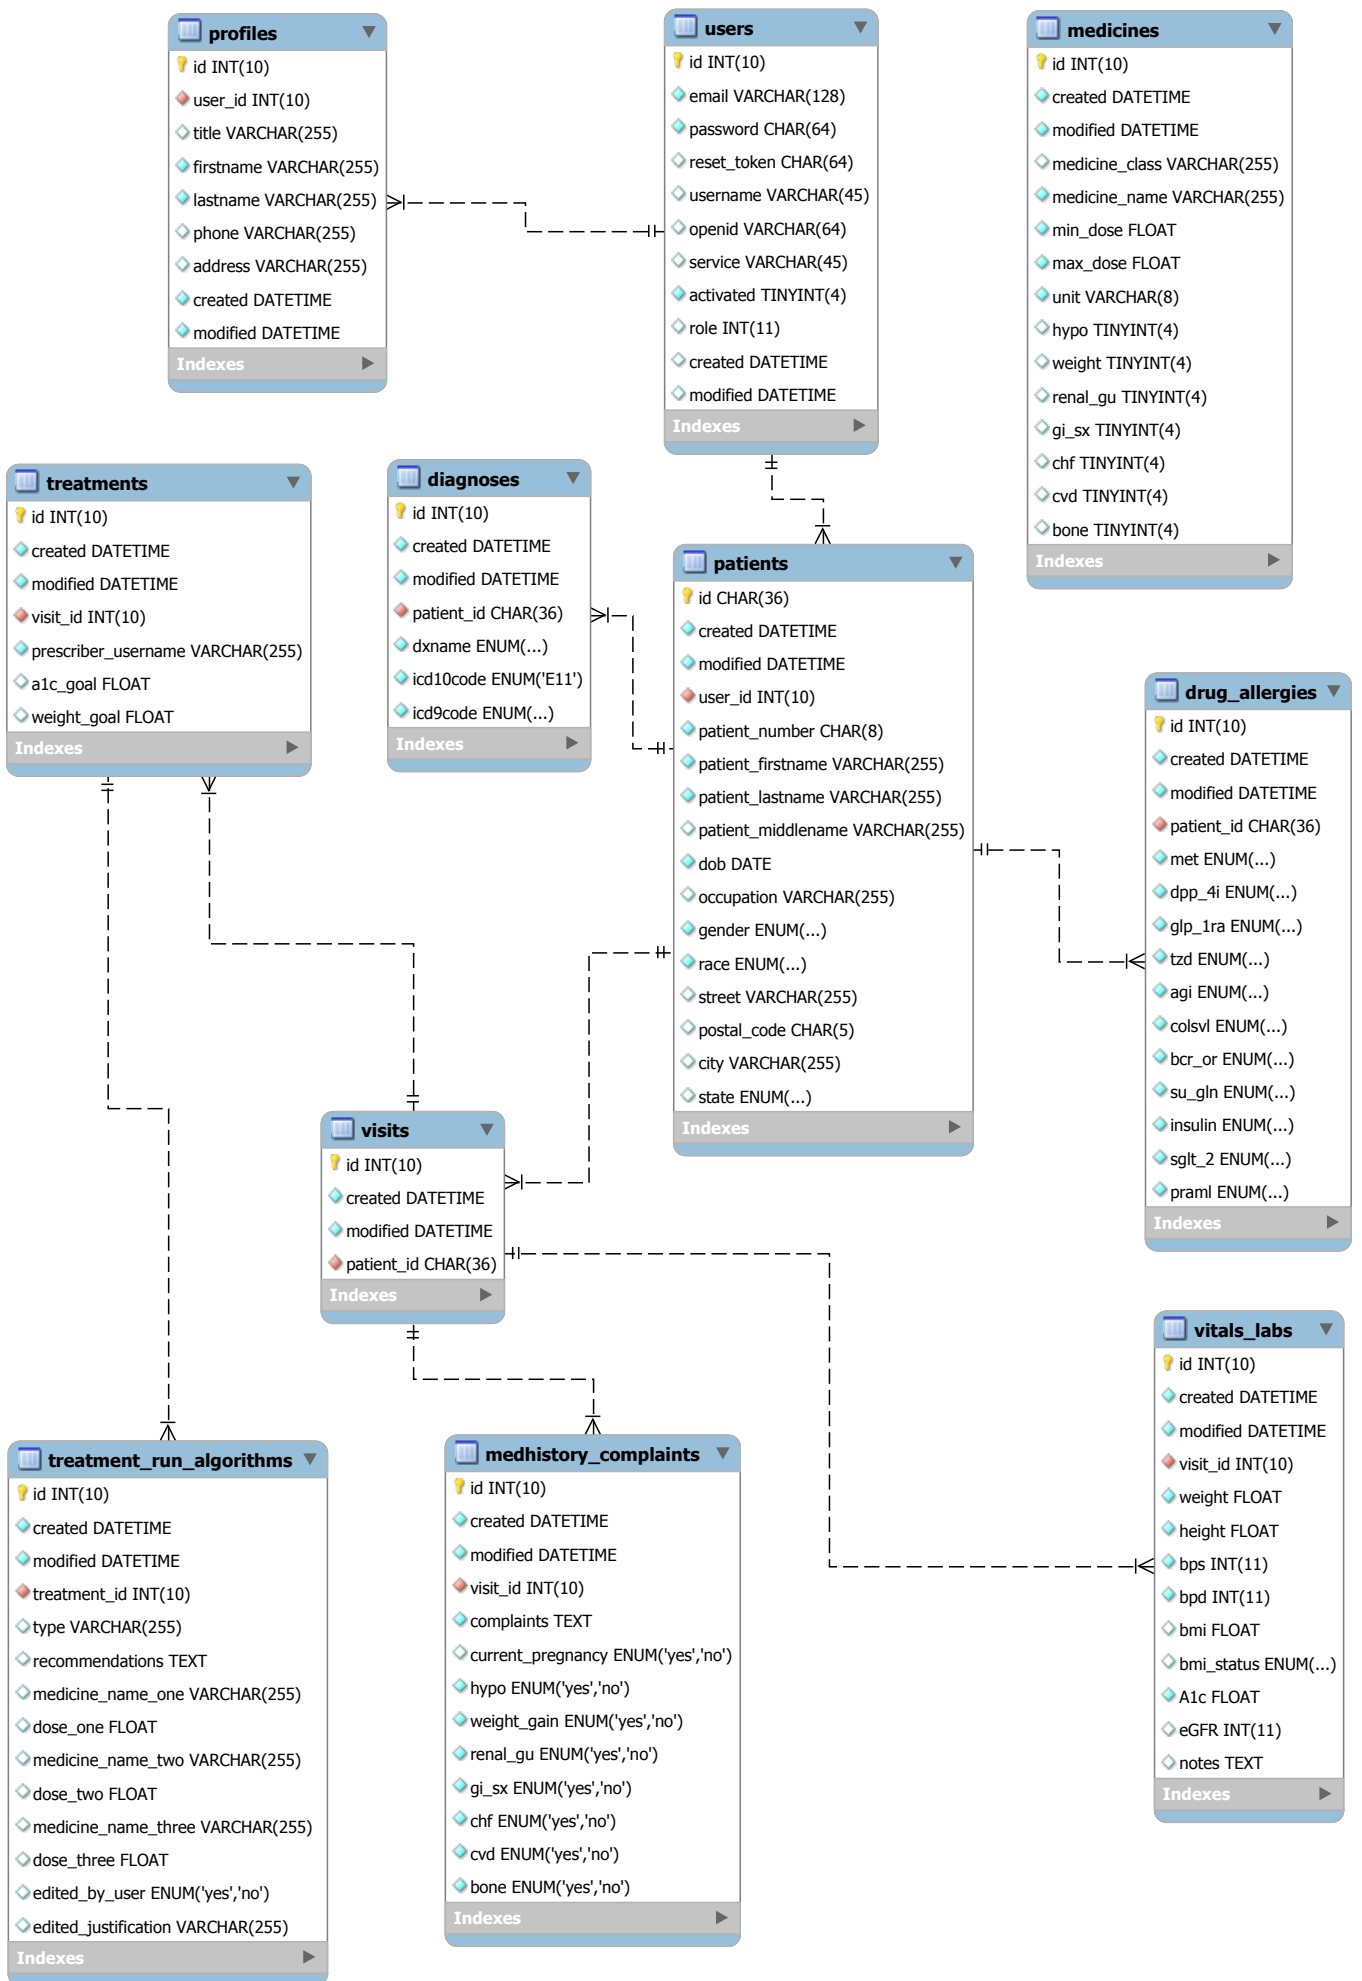 profiles
id INT(10)
user_id INT(10)
title VARCHAR(255)
firstname VARCHAR(255)
lastname VARCHAR(255)
phone VARCHAR(255)
address VARCHAR(255)
created DATETIME
modified DATETIME
Indexes
users
id INT(10)
email VARCHAR(128)
password CHAR(64)
reset_token CHAR(64)
username VARCHAR(45)
openid VARCHAR(64)
service VARCHAR(45)
activated TINYINT(4)
role INT(11)
created DATETIME
modified DATETIME
Indexes
medicines
id INT(10)
created DATETIME
modified DATETIME
medicine_class VARCHAR(255)
medicine_name VARCHAR(255)
min_dose FLOAT
max_dose FLOAT
unit VARCHAR(8)
hypo TINYINT(4)
weight TINYINT(4)
renal_gu TINYINT(4)
gi_sx TINYINT(4)
chf TINYINT(4)
cvd TINYINT(4)
bone TINYINT(4)
Indexes
treatments
id INT(10)
created DATETIME
modified DATETIME
visit_id INT(10)
prescriber_username VARCHAR(255)
a1c_goal FLOAT
weight_goal FLOAT
Indexes
diagnoses
id INT(10)
created DATETIME
modified DATETIME
patient_id CHAR(36)
dxname ENUM(...)
icd10code ENUM('E11')
icd9code ENUM(...)
Indexes
patients
id CHAR(36)
created DATETIME
modified DATETIME
user_id INT(10)
patient_number CHAR(8)
patient_firstname VARCHAR(255)
patient_lastname VARCHAR(255)
patient_middlename VARCHAR(255)
dob DATE
occupation VARCHAR(255)
gender ENUM(...)
race ENUM(...)
street VARCHAR(255)
postal_code CHAR(5)
city VARCHAR(255)
state ENUM(...)
Indexes
drug_allergies
id INT(10)
created DATETIME
modified DATETIME
patient_id CHAR(36)
met ENUM(...)
dpp_4i ENUM(...)
glp_1ra ENUM(...)
tzd ENUM(...)
agi ENUM(...)
colsvl ENUM(...)
bcr_or ENUM(...)
su_gln ENUM(...)
insulin ENUM(...)
sglt_2 ENUM(...)
praml ENUM(...)
Indexes
visits
id INT(10)
created DATETIME
modified DATETIME
patient_id CHAR(36)
Indexes
vitals_labs
id INT(10)
created DATETIME
modified DATETIME
visit_id INT(10)
weight FLOAT
height FLOAT
bps INT(11)
bpd INT(11)
bmi FLOAT
bmi_status ENUM(...)
A1c FLOAT
eGFR INT(11)
notes TEXT
Indexes
treatment_run_algorithms
id INT(10)
created DATETIME
modified DATETIME
treatment_id INT(10)
type VARCHAR(255)
recommendations TEXT
medicine_name_one VARCHAR(255)
dose_one FLOAT
medicine_name_two VARCHAR(255)
dose_two FLOAT
medicine_name_three VARCHAR(255)
dose_three FLOAT
edited_by_user ENUM('yes','no')
edited_justification VARCHAR(255)
Indexes
medhistory_complaints
id INT(10)
created DATETIME
modified DATETIME
visit_id INT(10)
complaints TEXT
current_pregnancy ENUM('yes','no')
hypo ENUM('yes','no')
weight_gain ENUM('yes','no')
renal_gu ENUM('yes','no')
gi_sx ENUM('yes','no')
chf ENUM('yes','no')
cvd ENUM('yes','no')
bone ENUM('yes','no')
Indexes